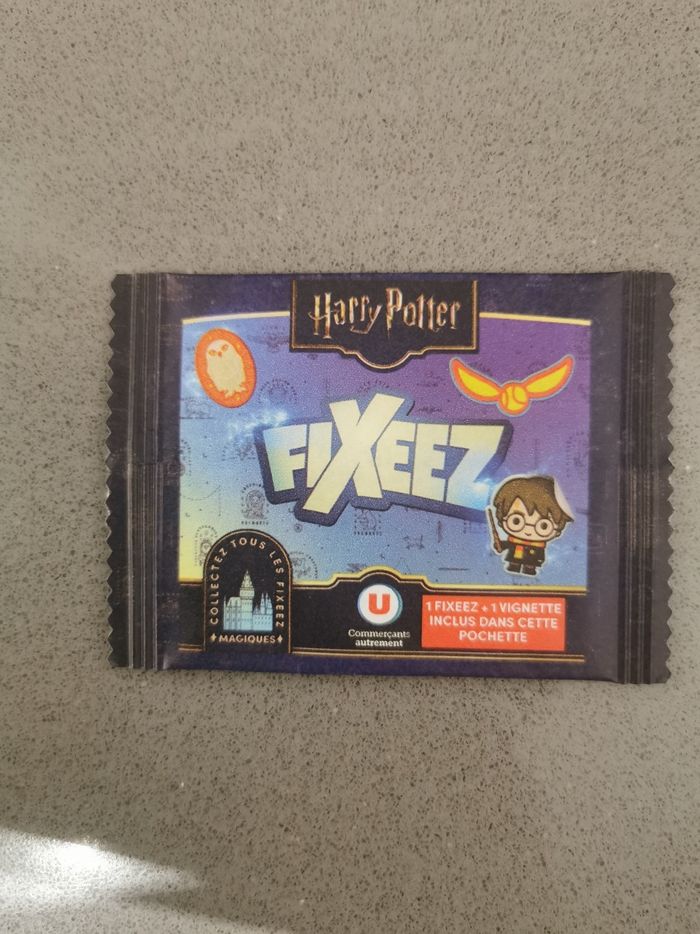 Harry Potter
FIXEEZ
COLLECTEZ TOUS LES FIXEEZ
MAGIQUES
U
Commerçants
autrement
1 FIXEEZ + 1 VIGNETTE
INCLUS DANS CETTE
POCHETTE